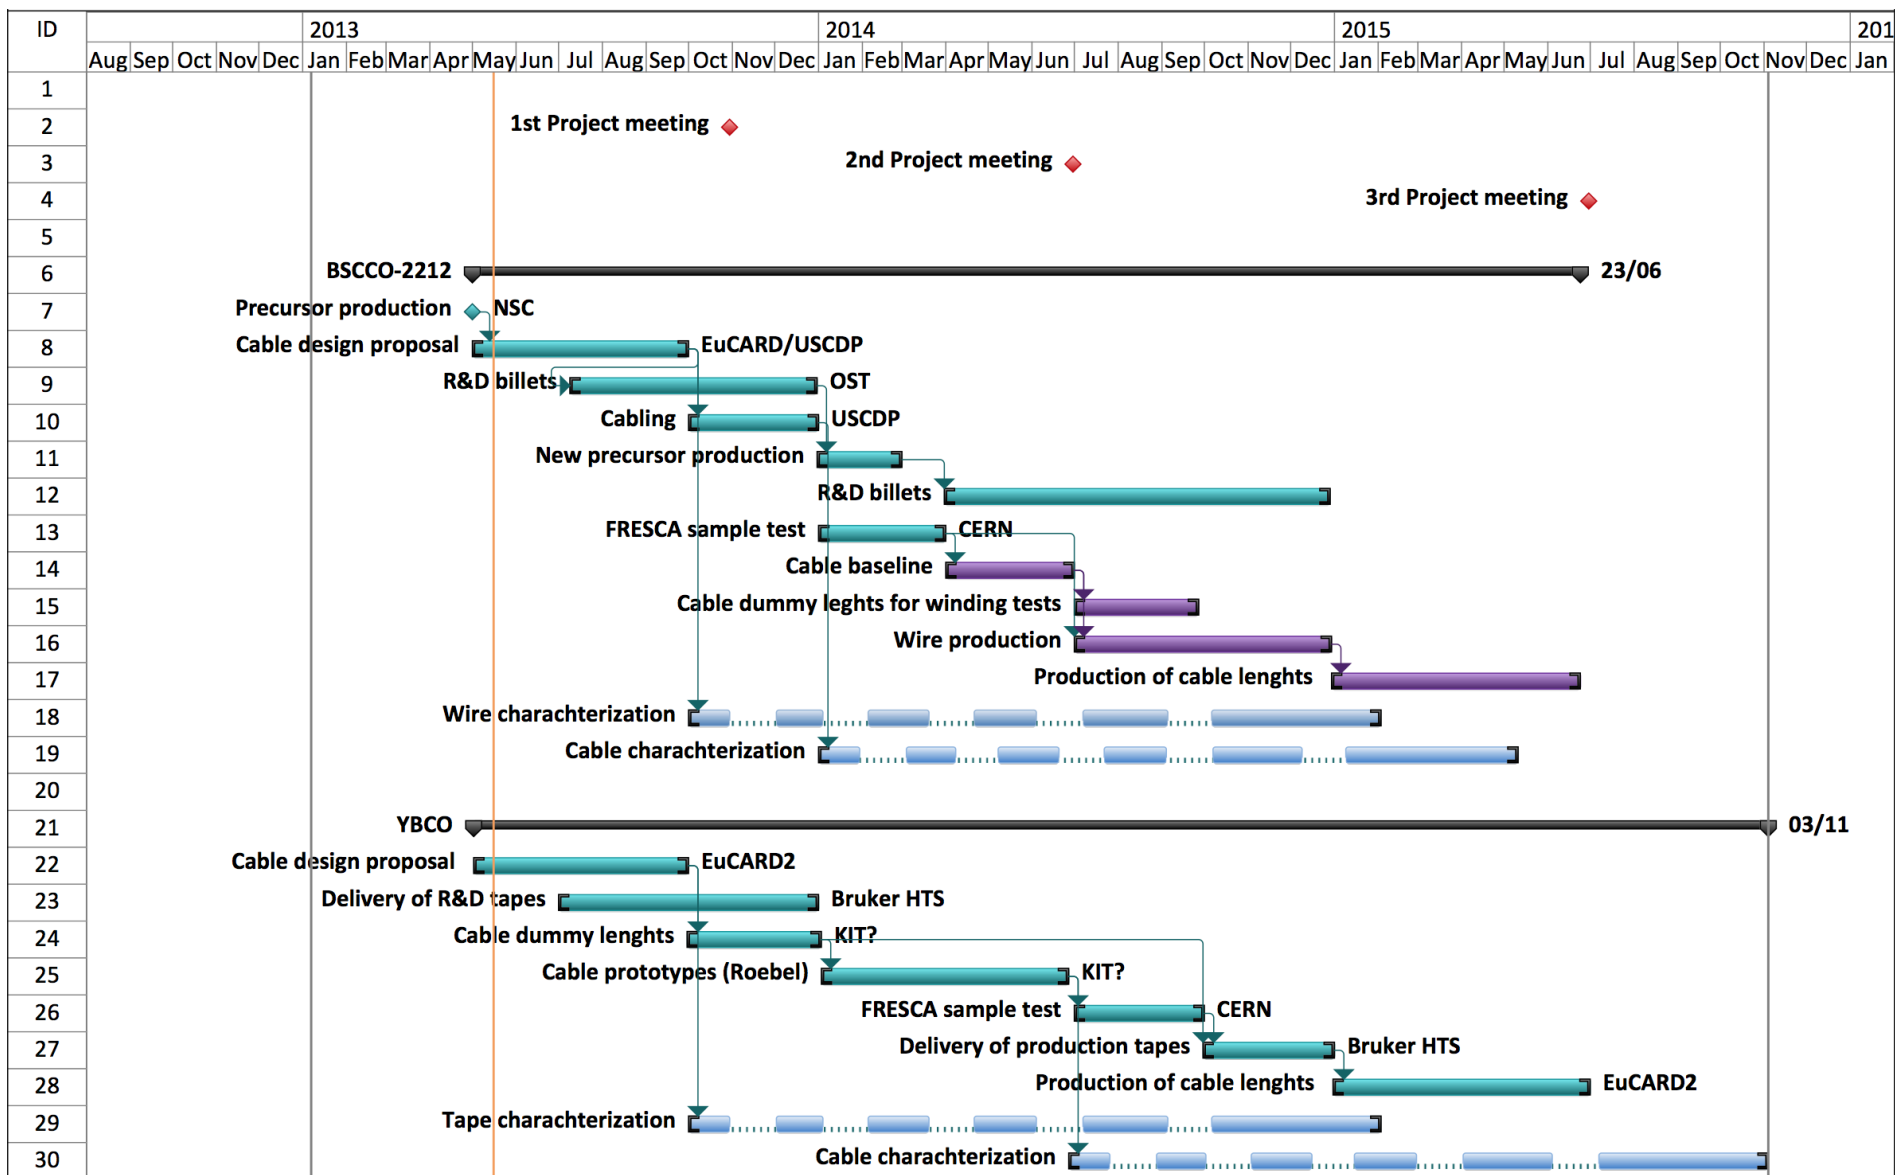 ID 2013 2014 2015 201
Aug Sep Oct Nov Dec Jan Feb Mar Apr May Jun Jul Aug Sep Oct Nov Dec Jan Feb Mar Apr May Jun Jul Aug Sep Oct Nov Dec Jan Feb Mar Apr May Jun Jul Aug Sep Oct Nov Dec Jan
1
2 1st Project meeting
3 2nd Project meeting
4 3rd Project meeting
5
6 BSCCO-2212 23/06
7 Precursor production NSC
8 Cable design proposal EuCARD/USCDP
9 R&D billets OST
10 Cabling USCDP
11 New precursor production
12 R&D billets
13 FRESCA sample test CERN
14 Cable baseline
15 Cable dummy leghts for winding tests
16 Wire production
17 Production of cable lenghts
18 Wire charachterization
19 Cable charachterization
20
21 YBCO 03/11
22 Cable design proposal EuCARD2
23 Delivery of R&D tapes Bruker HTS
24 Cable dummy lenghts KIT?
25 Cable prototypes (Roebel) KIT?
26 FRESCA sample test CERN
27 Delivery of production tapes Bruker HTS
28 Production of cable lenghts EuCARD2
29 Tape charachterization
30 Cable charachterization